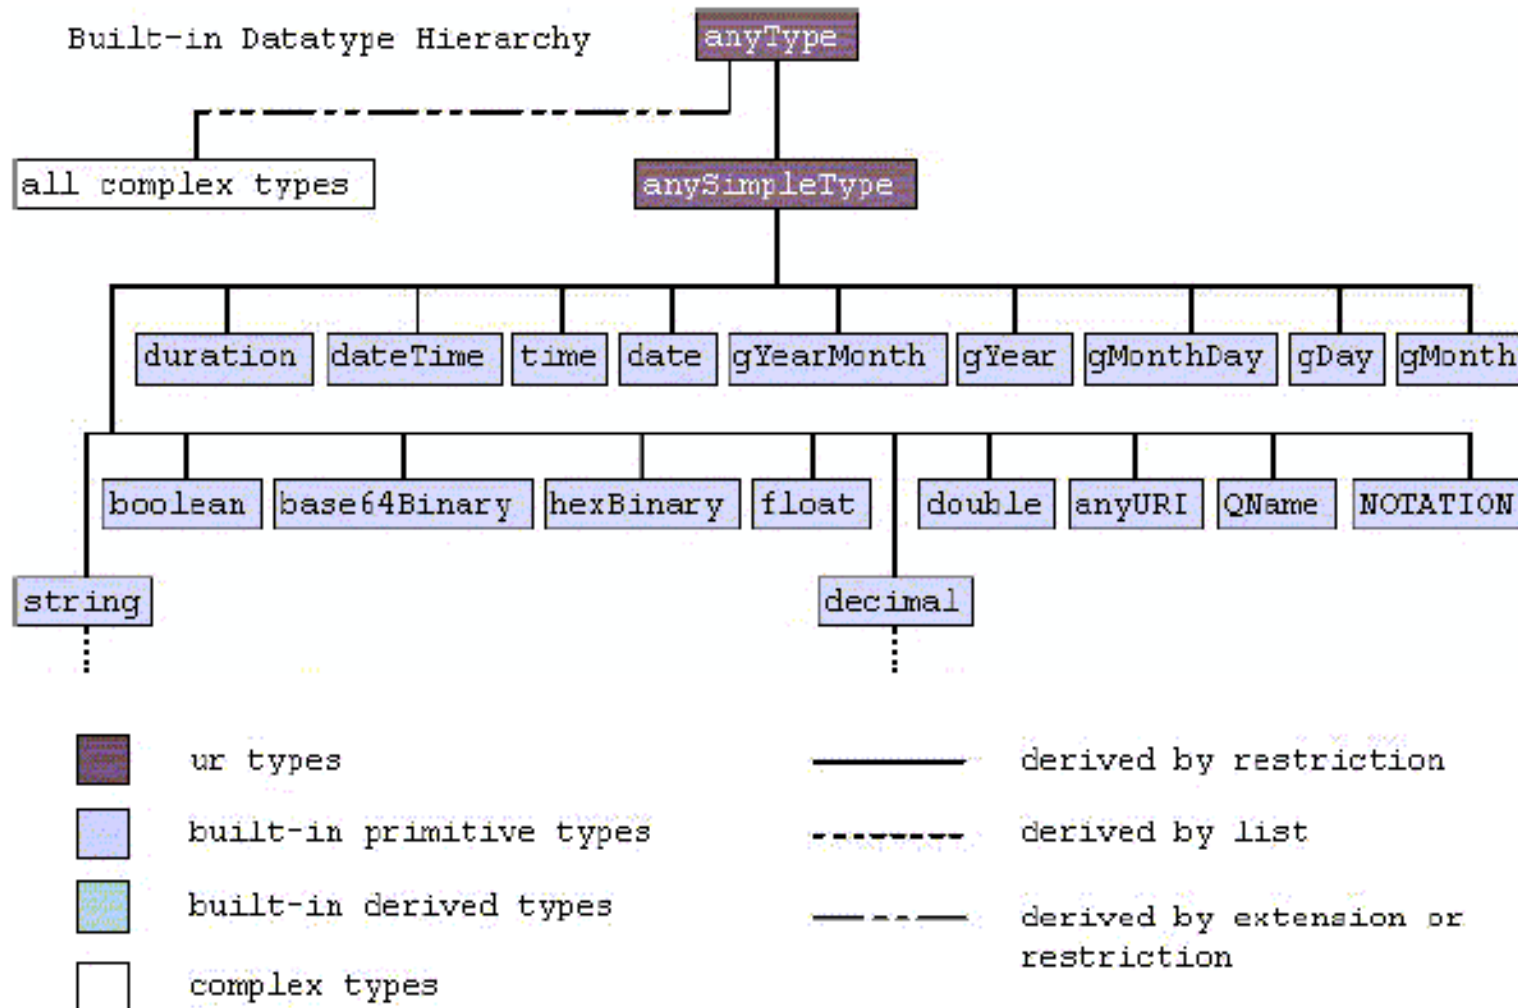 Built-in Datatype Hierarchy
anyType
all complex types
anySimpleType
duration dateTime time date gYearMonth gYear gMonthDay gDay gMonth
boolean base64Binary hexBinary float double anyURI QName NOTATION
string decimal
ur types
derived by restriction
built-in primitive types
derived by list
built-in derived types
derived by extension or
restriction
complex types